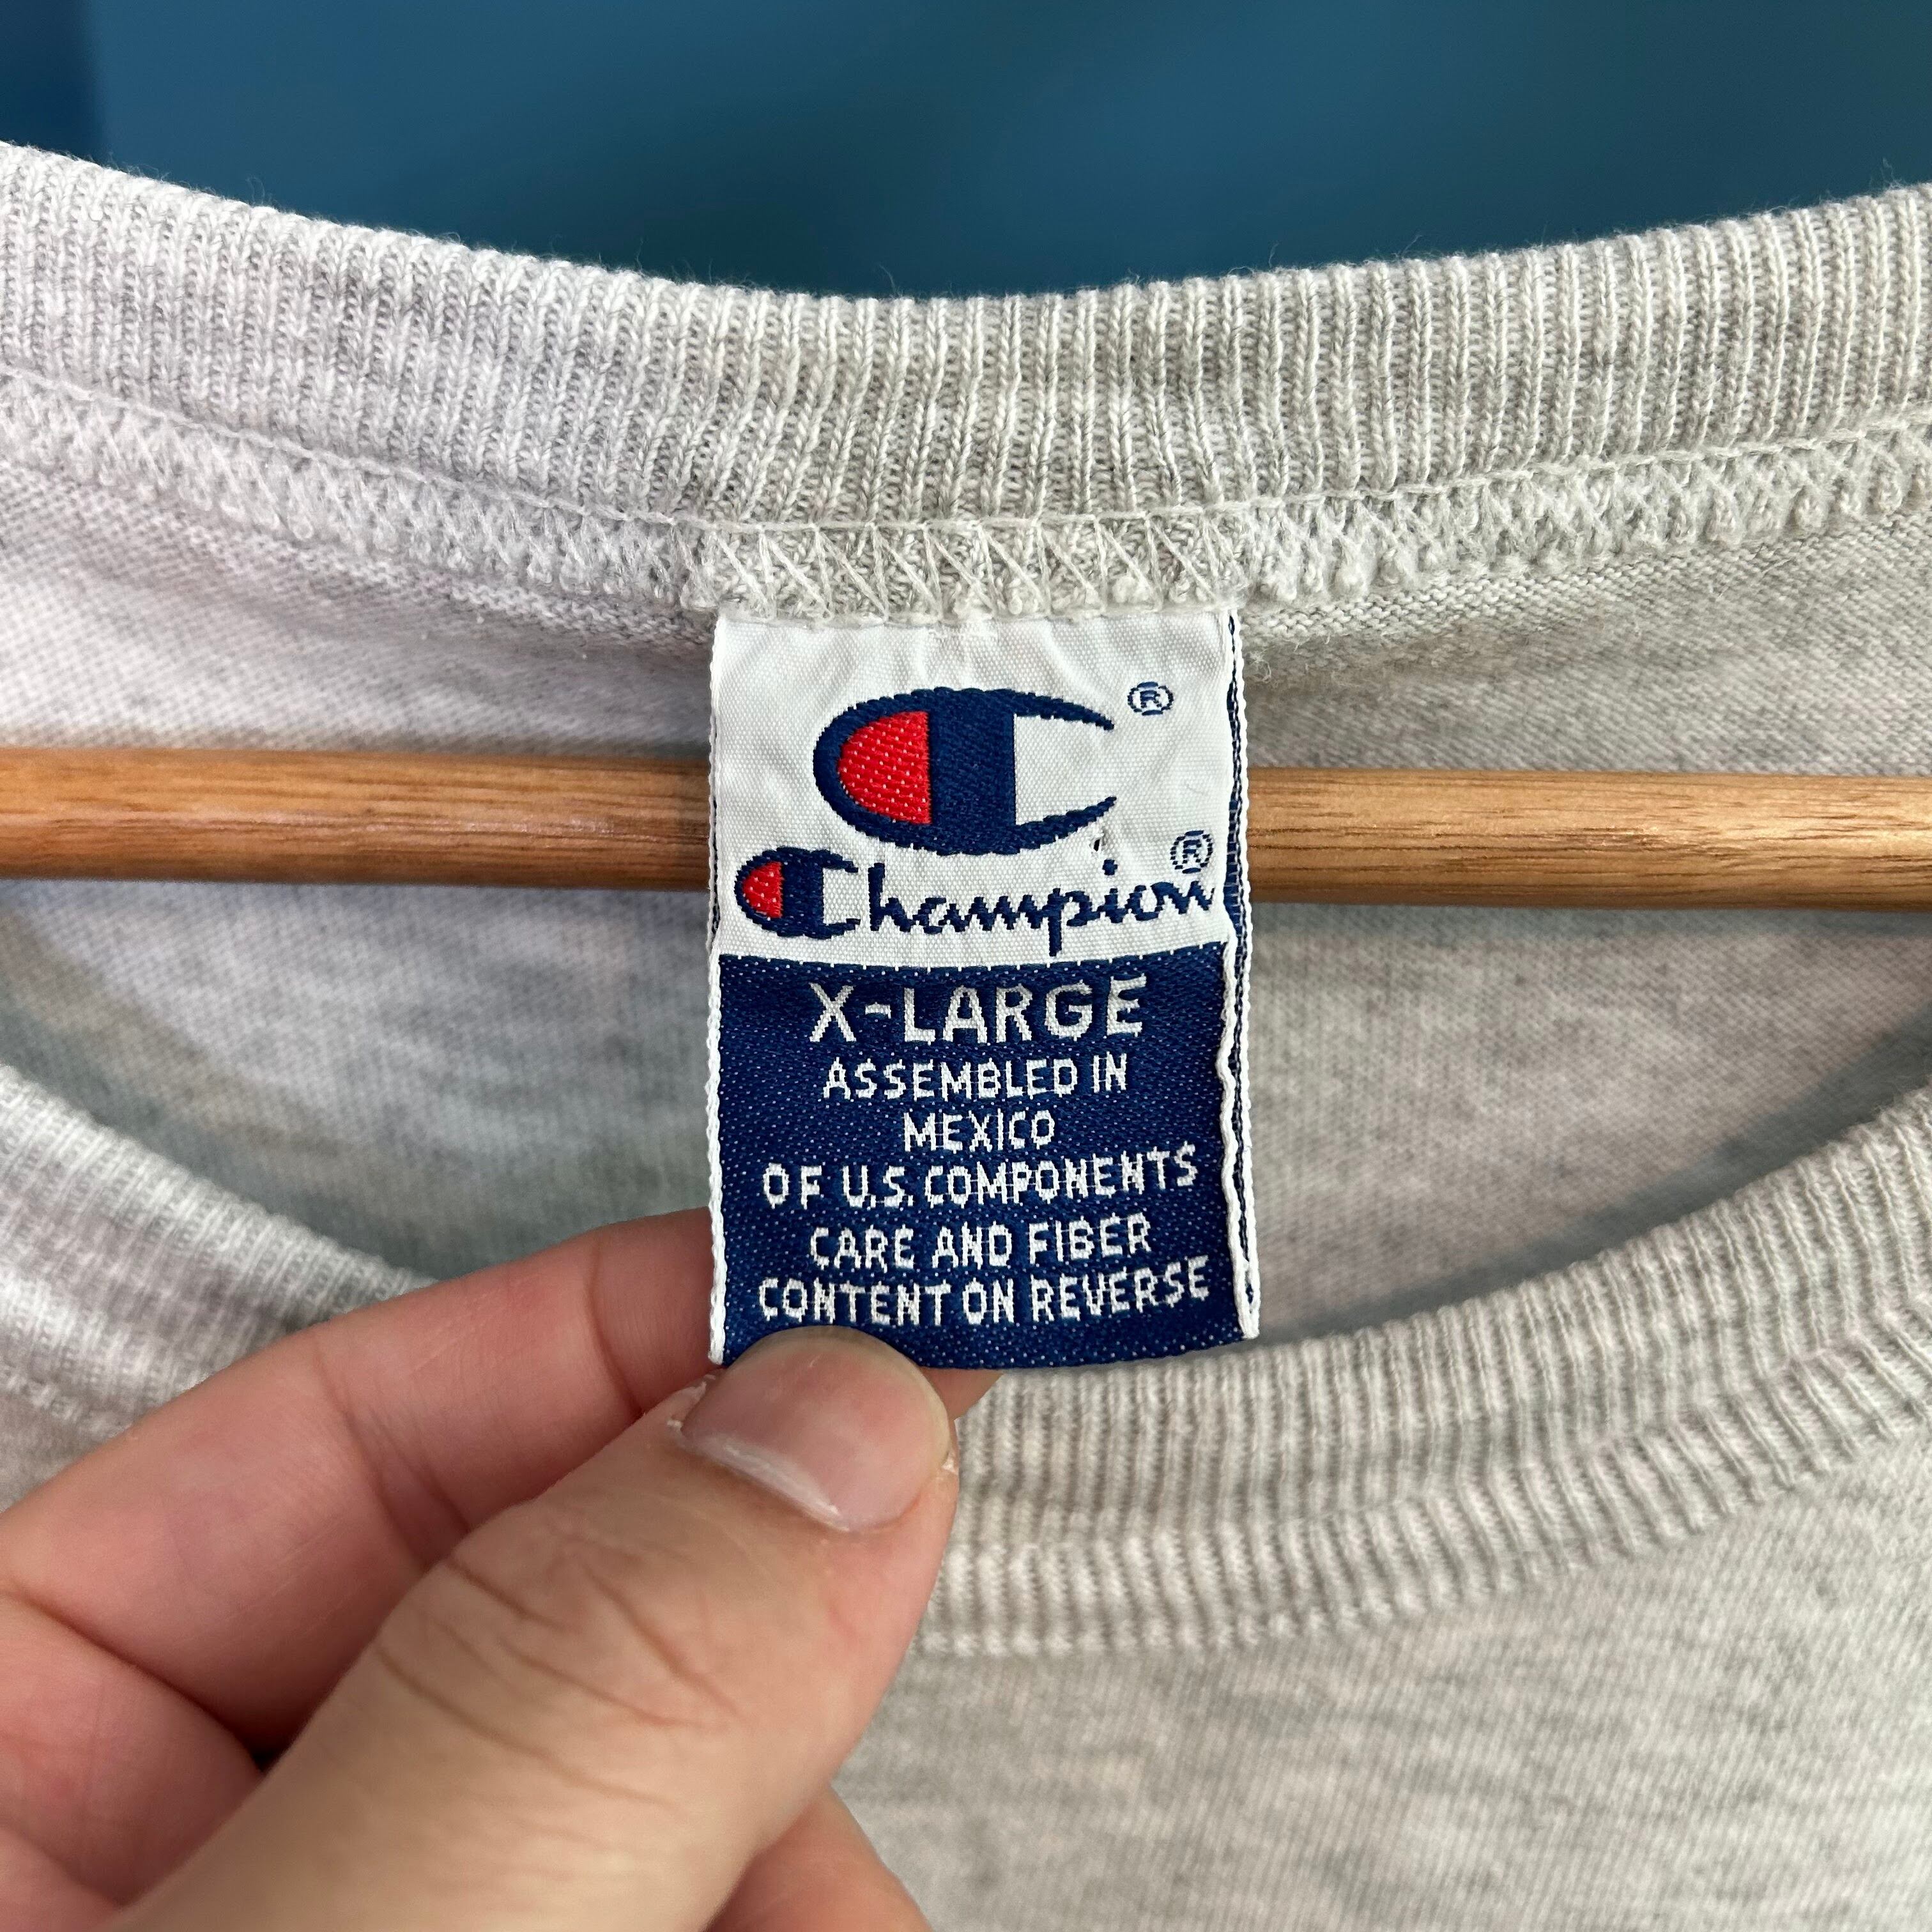 ®
Champion®
X-LARGE
ASSEMBLED IN
MEXICO
OF U.S. COMPONENTS
CARE AND FIBER
CONTENT ON REVERSE